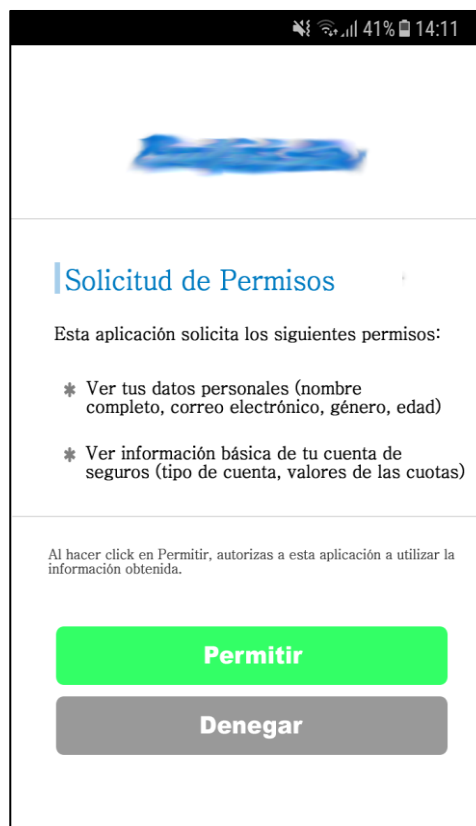 41% 14:11
Solicitud de Permisos
Esta aplicación solicita los siguientes permisos:
* Ver tus datos personales (nombre
completo, correo electrónico, género, edad)
* Ver información básica de tu cuenta de
seguros (tipo de cuenta, valores de las cuotas)
Al hacer click en Permitir, autorizas a esta aplicación a utilizar la
información obtenida.
Permitir
Denegar